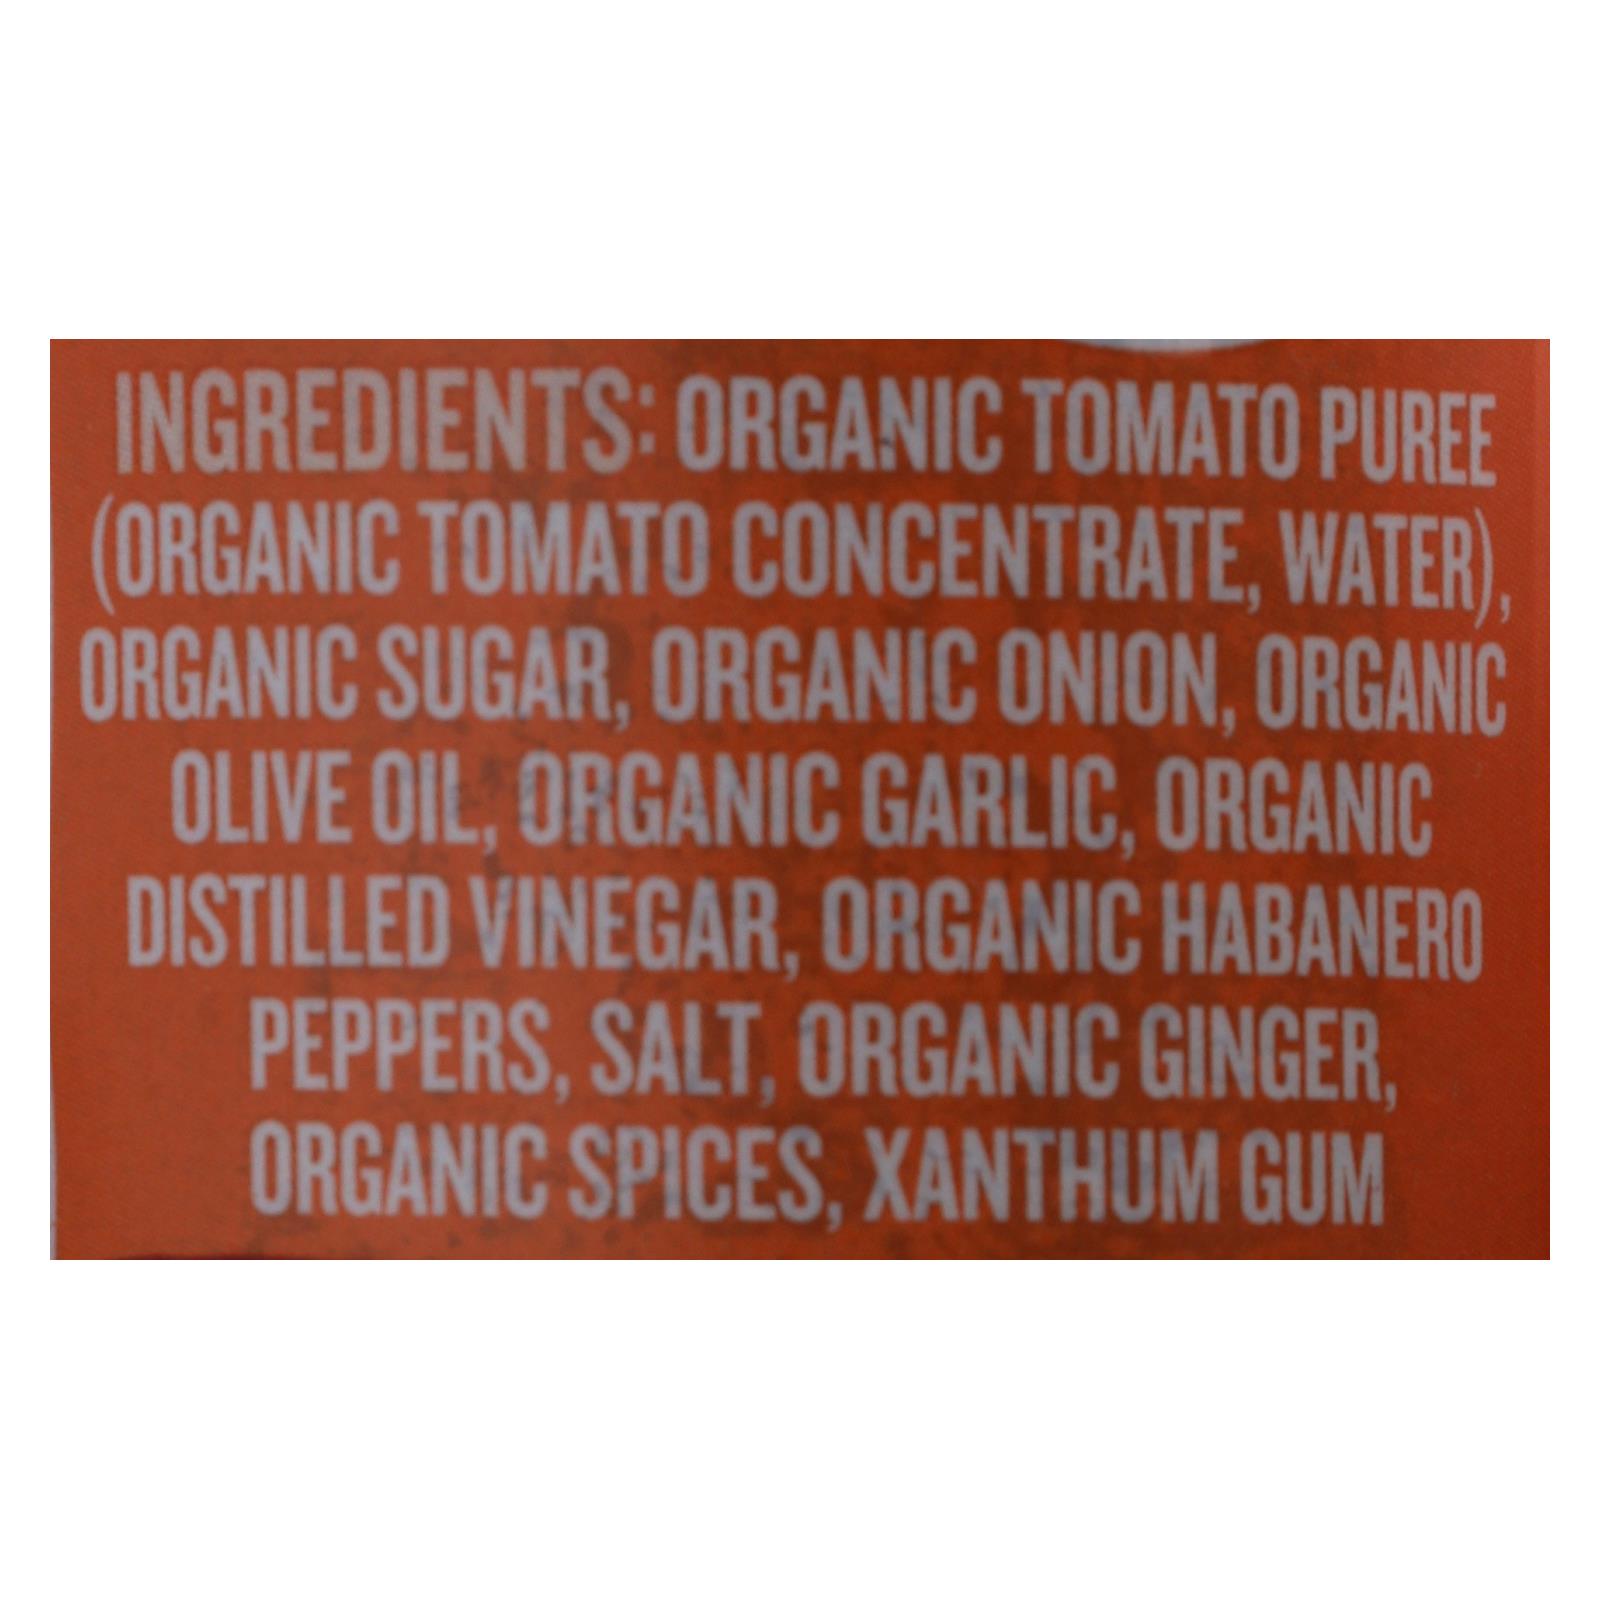 INGREDIENTS: ORGANIC TOMATO PUREE
(ORGANIC TOMATO CONCENTRATE, WATER),
ORGANIC SUGAR, ORGANIC ONION, ORGANIC
OLIVE OIL, ORGANIC GARLIC, ORGANIC
DISTILLED VINEGAR, ORGANIC HABANERO
PEPPERS, SALT, ORGANIC GINGER,
ORGANIC SPICES, XANTHUM GUM